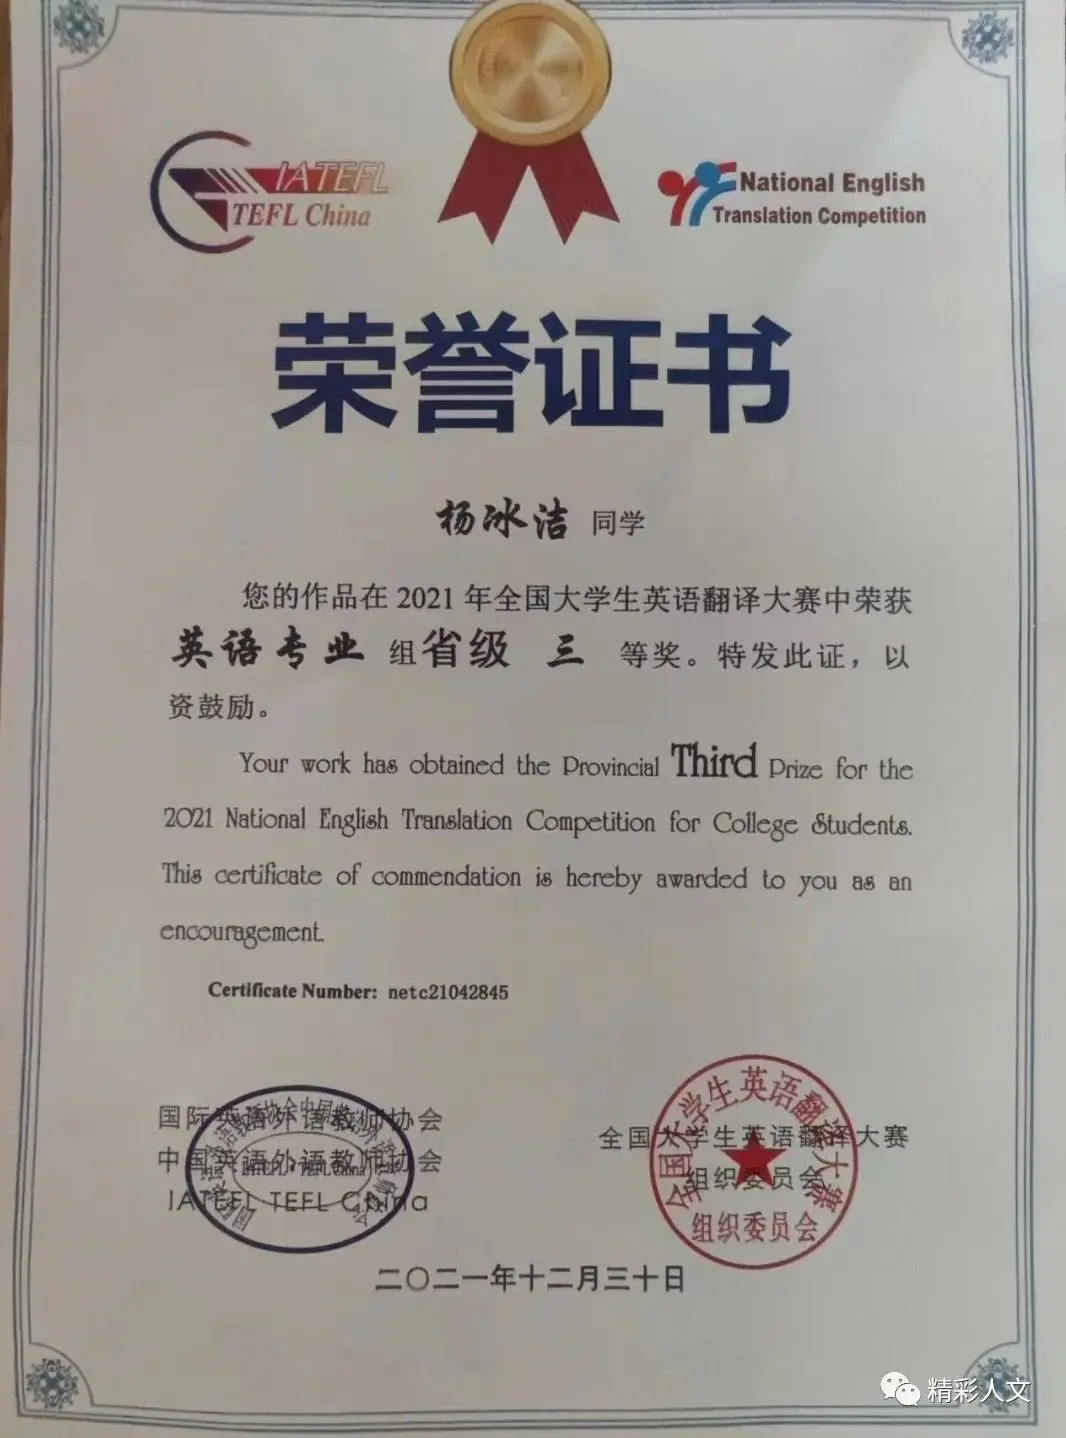 IATEFL
TEFL China
National English
Translation Competition
荣誉证书
杨冰洁 同学
您的作品在 2021 年全国大学生英语翻译大赛中荣获
英语专业 组省级 三 等奖。特发此证，以
资鼓励。
Your work has obtained the Provincial Third Prize for the
2021 National English Translation Competition for College Students.
This certificate of commendation is hereby awarded to you as an
encouragement.
Certificate Number: netc21042845
国际英语外语教师协会
中国英语外语教师协会
IATEFL TEFL China
全国大学生英语翻译大赛
组织委员会
全国大学生英语翻译大赛
组织委员会
二〇二一年十二月三十日
精彩人文